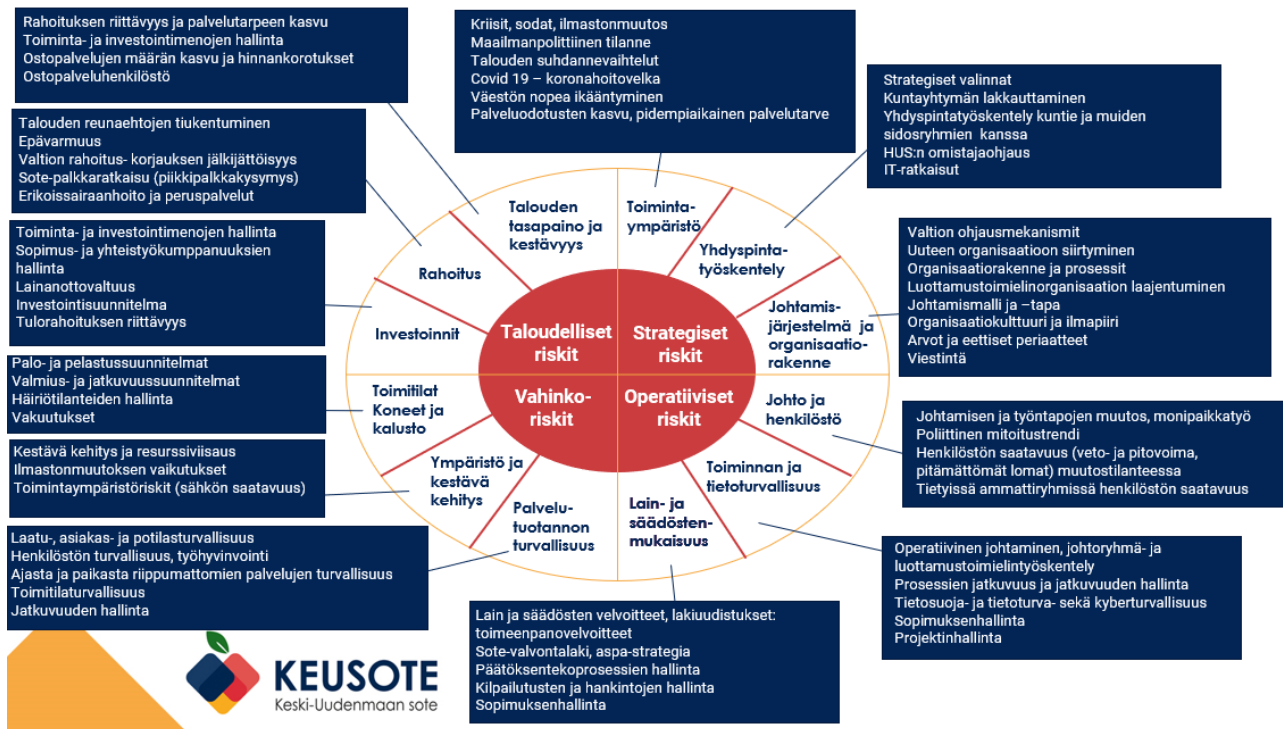 Rahoituksen riittävyys ja palvelutarpeen kasvu
Toiminta- ja investointimenojen hallinta
Ostopalvelujen määrän kasvu ja hinnankorotukset
Ostopalveluhenkilöstö
Kriisit, sodat, ilmastonmuutos
Maailmanpolittiinen tilanne
Talouden suhdannevaihtelut
Covid 19 – koronahoitovelka
Väestön nopea ikääntyminen
Palveluodotusten kasvu, pidempiaikainen palvelutarve
Strategiset valinnat
Kuntayhtymän lakkauttaminen
Yhdyspintatyöskentely kuntie ja muiden
sidosryhmien kanssa
HUS:n omistajaohjaus
IT-ratkaisut
Talouden reunaehtojen tiukentuminen
Epävarmuus
Valtion rahoitus- korjauksen jälkijättöisyys
Sote-palkkaratkaisu (piikkipalkkakysymys)
Erikoissairaanhoito ja peruspalvelut
Toiminta- ja investointimenojen hallinta
Sopimus- ja yhteistyökumppanuuksien
hallinta
Lainanottovaltuus
Investointisuunnitelma
Tulorahoituksen riittävyys
Valtion ohjausmekanismit
Uuteen organisaatioon siirtyminen
Organisaatiorakenne ja prosessit
Luottamustoimielinorganisaation laajentuminen
Johtamismalli ja –tapa
Organisaatiokulttuuri ja ilmapiiri
Arvot ja eettiset periaatteet
Viestintä
Palo- ja pelastussuunnitelmat
Valmius- ja jatkuvuussuunnitelmat
Häiriötilanteiden hallinta
Vakuutukset
Kestävä kehitys ja resurssiviisaus
Ilmastonmuutoksen vaikutukset
Toimintaympäristöriskit (sähkön saatavuus)
Johtamisen ja työntapojen muutos, monipaikkatyö
Poliittinen mitoitustrendi
Henkilöstön saatavuus (veto- ja pitovoima,
pitämättömät lomat) muutostilanteessa
Tietyissä ammattiryhmissä henkilöstön saatavuus
Laatu-, asiakas- ja potilasturvallisuus
Henkilöstön turvallisuus, työhyvinvointi
Ajasta ja paikasta riippumattomien palvelujen turvallisuus
Toimitilaturvallisuus
Jatkuvuuden hallinta
Lain ja säädösten velvoitteet, lakiuudistukset:
toimeenpanovelvoitteet
Sote-valvontalaki, aspa-strategia
Päätöksentekoprosessien hallinta
Kilpailutusten ja hankintojen hallinta
Sopimuksenhallinta
Operatiivinen johtaminen, johtoryhmä- ja
luottamustoimielintyöskentely
Prosessien jatkuvuus ja jatkuvuuden hallinta
Tietosuoja- ja tietoturva- sekä kyberturvallisuus
Sopimuksenhallinta
Projektinhallinta
Talouden
tasapaino ja
kestävyys
Toiminta-
ympäristö
Rahoitus
Yhdyspinta-
työskentely
Investoinnit
Johtamis-
järjestelmä ja
organisaatio-
rakenne
Taloudelliset
riskit
Strategiset
riskit
Vahinko-
riskit
Operatiiviset
riskit
Toimitilat
Koneet ja
kalusto
Johto ja
henkilöstö
Ympäristö ja
kestävä
kehitys
Toiminnan ja
tietoturvallisuus
Palvelu-
tuotannon
turvallisuus
Lain- ja
säädösten-
mukaisuus
KEUSOTE
Keski-Uudenmaan sote